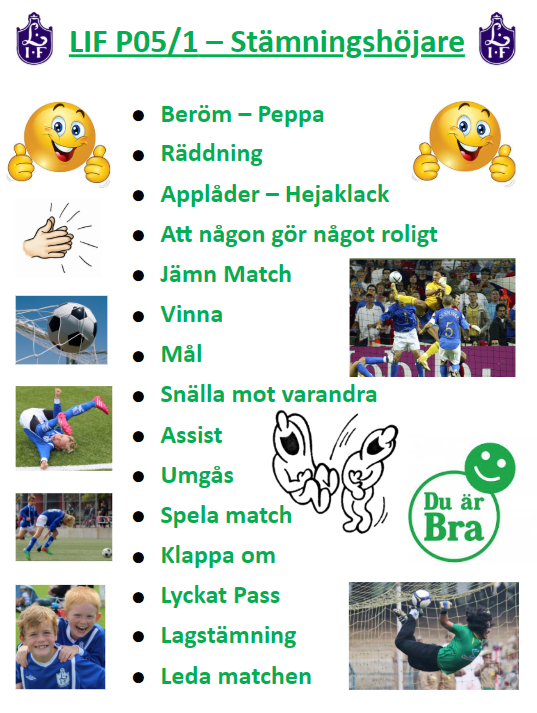 LIF P05/1 – Stämningshöjare
● Beröm – Peppa
● Räddning
● Applåder – Hejaklack
● Att någon gör något roligt
● Jämn Match
● Vinna
● Mål
● Snälla mot varandra
● Assist
● Umgås
● Spela match
● Klappa om
● Lyckat Pass
● Lagstämning
● Leda matchen
Du är
Bra
L
I F
L
I F
5